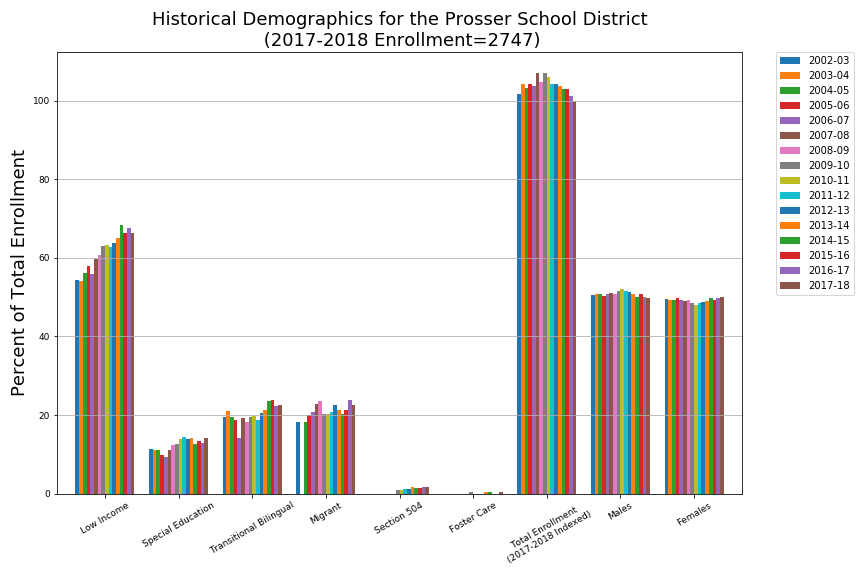 Historical Demographics for the Prosser School District
(2017-2018 Enrollment=2747)
Percent of Total Enrollment
100
80
60
40
20
0
Low Income
Special Education
Transitional Bilingual
Migrant
Section 504
Foster Care
Total Enrollment
(2017-2018 Indexed)
Males
Females
2002-03
2003-04
2004-05
2005-06
2006-07
2007-08
2008-09
2009-10
2010-11
2011-12
2012-13
2013-14
2014-15
2015-16
2016-17
2017-18